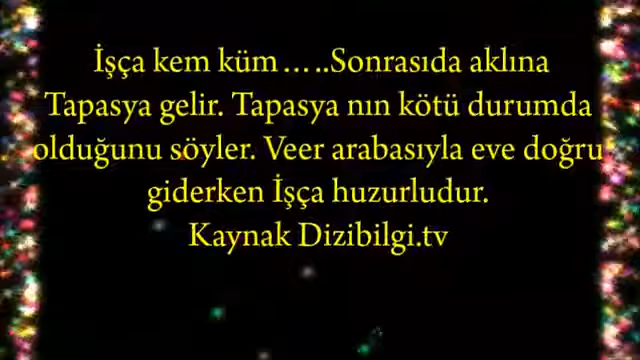 İşça kem küm…..Sonrasıda aklına
Tapasya gelir. Tapasya nın kötü durumda
olduğunu söyler. Veer arabasıyla eve doğru
giderken İşça huzurludur.
Kaynak Dizibilgi.tv